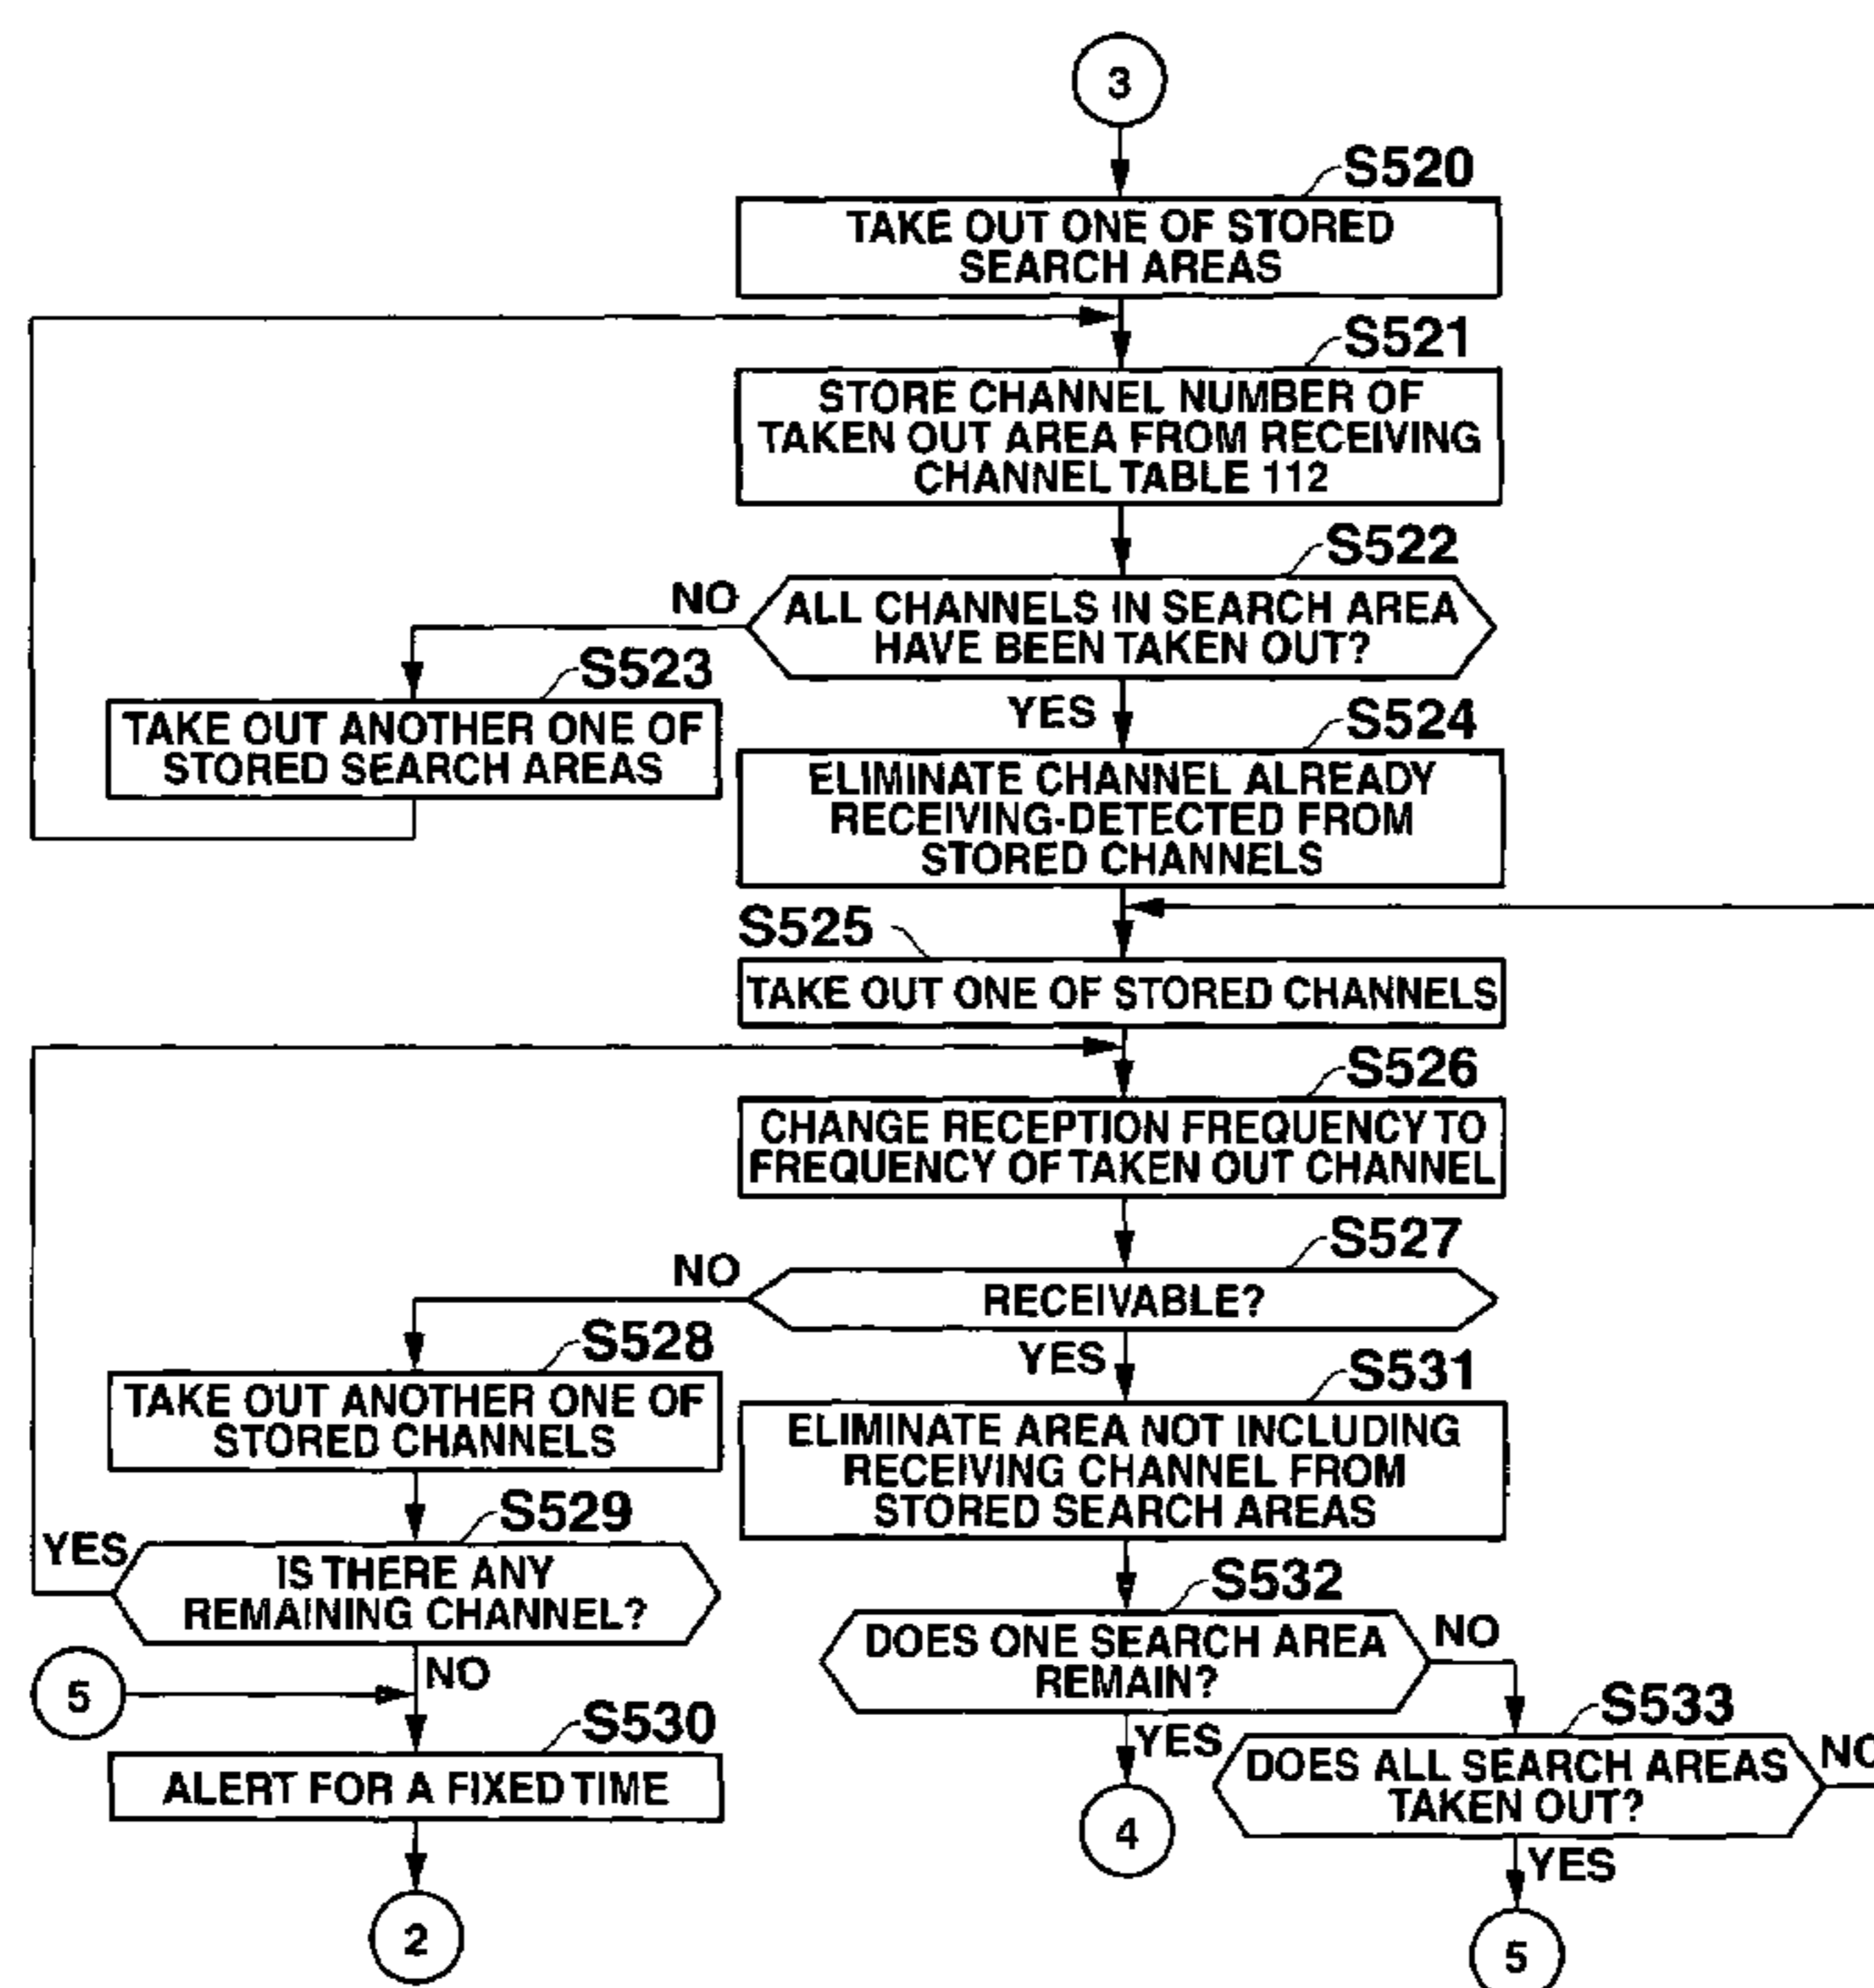 3
S520
TAKE OUT ONE OF STORED
SEARCH AREAS
S521
STORE CHANNEL NUMBER OF
TAKEN OUT AREA FROM RECEIVING
CHANNEL TABLE 112
S522
NO
ALL CHANNELS IN SEARCH AREA
HAVE BEEN TAKEN OUT?
S523
TAKE OUT ANOTHER ONE OF
STORED SEARCH AREAS
YES
S524
ELIMINATE CHANNEL ALREADY
RECEIVING-DETECTED FROM
STORED CHANNELS
S525
TAKE OUT ONE OF STORED CHANNELS
S526
CHANGE RECEPTION FREQUENCY TO
FREQUENCY OF TAKEN OUT CHANNEL
S527
NO
RECEIVABLE?
S528
TAKE OUT ANOTHER ONE OF
STORED CHANNELS
YES
S531
ELIMINATE AREA NOT INCLUDING
RECEIVING CHANNEL FROM
STORED SEARCH AREAS
S529
YES
IS THERE ANY
REMAINING CHANNEL?
NO
5
S530
ALERT FOR A FIXED TIME
2
S532
DOES ONE SEARCH AREA
REMAIN?
NO
YES
4
S533
DOES ALL SEARCH AREAS
TAKEN OUT?
NO
YES
5